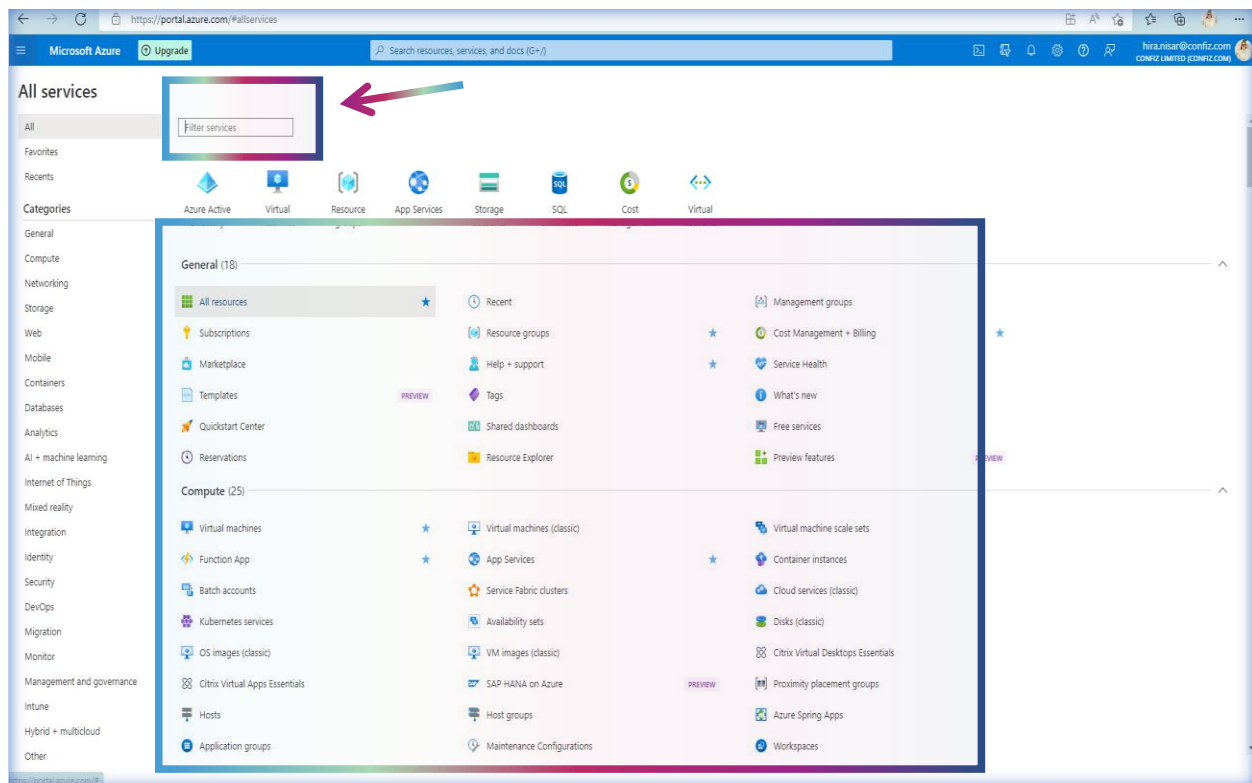 https://portal.azure.com/#allservices
Microsoft Azure
Upgrade
Search resources, services, and docs (G+/)
hira.nisar@confiz.com
CONFIZ LIMITED (CONFIZ.COM)
All services
All
Favorites
Recents
Categories
General
Compute
Networking
Storage
Web
Mobile
Containers
Databases
Analytics
AI + machine learning
Internet of Things
Mixed reality
Integration
Identity
Security
DevOps
Migration
Monitor
Management and governance
Intune
Hybrid + multicloud
Other
Filter services
Azure Active Virtual Resource App Services Storage SQL Cost Virtual
General (18)
All resources Recent Management groups
Subscriptions Resource groups Cost Management + Billing
Marketplace Help + support Service Health
Templates PREVIEW Tags What's new
Quickstart Center Shared dashboards Free services
Reservations Resource Explorer Preview features PREVIEW
Compute (25)
Virtual machines Virtual machines (classic) Virtual machine scale sets
Function App App Services Container instances
Batch accounts Service Fabric clusters Cloud services (classic)
Kubernetes services Availability sets Disks (classic)
OS images (classic) VM images (classic) Citrix Virtual Desktops Essentials
Citrix Virtual Apps Essentials SAP HANA on Azure PREVIEW Proximity placement groups
Hosts Host groups Azure Spring Apps
Application groups Maintenance Configurations Workspaces
https://portal.azure.com/#